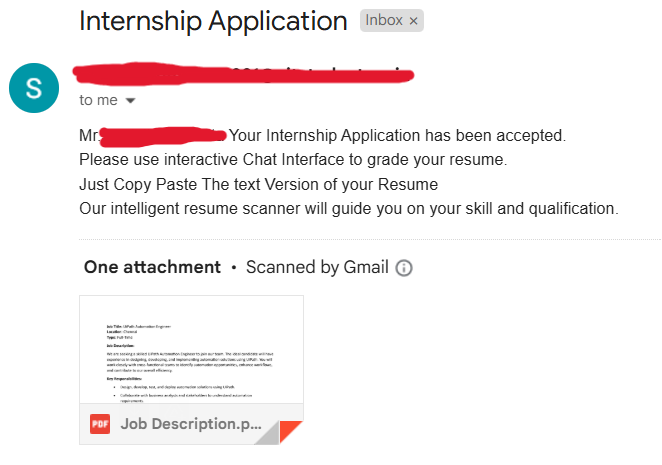 Internship Application Inbox ×
S
to me
Mr Your Internship Application has been accepted.
Please use interactive Chat Interface to grade your resume.
Just Copy Paste The text Version of your Resume
Our intelligent resume scanner will guide you on your skill and qualification.
One attachment • Scanned by Gmail
Job Title: UiPath Automation Engineer
Location: Chennai
Type: Full-Time
Job Description:
We are seeking a skilled UiPath Automation Engineer to join our team. The ideal candidate will have
experience in designing, developing, and implementing automation solutions using UiPath. You will
work closely with cross-functional teams to identify automation opportunities, enhance workflows,
and contribute to our overall efficiency.
Key Responsibilities:
• Design, develop, test, and deploy automation solutions using UiPath.
• Collaborate with business analysts and stakeholders to understand automation
requirements.
PDF Job Description.p...